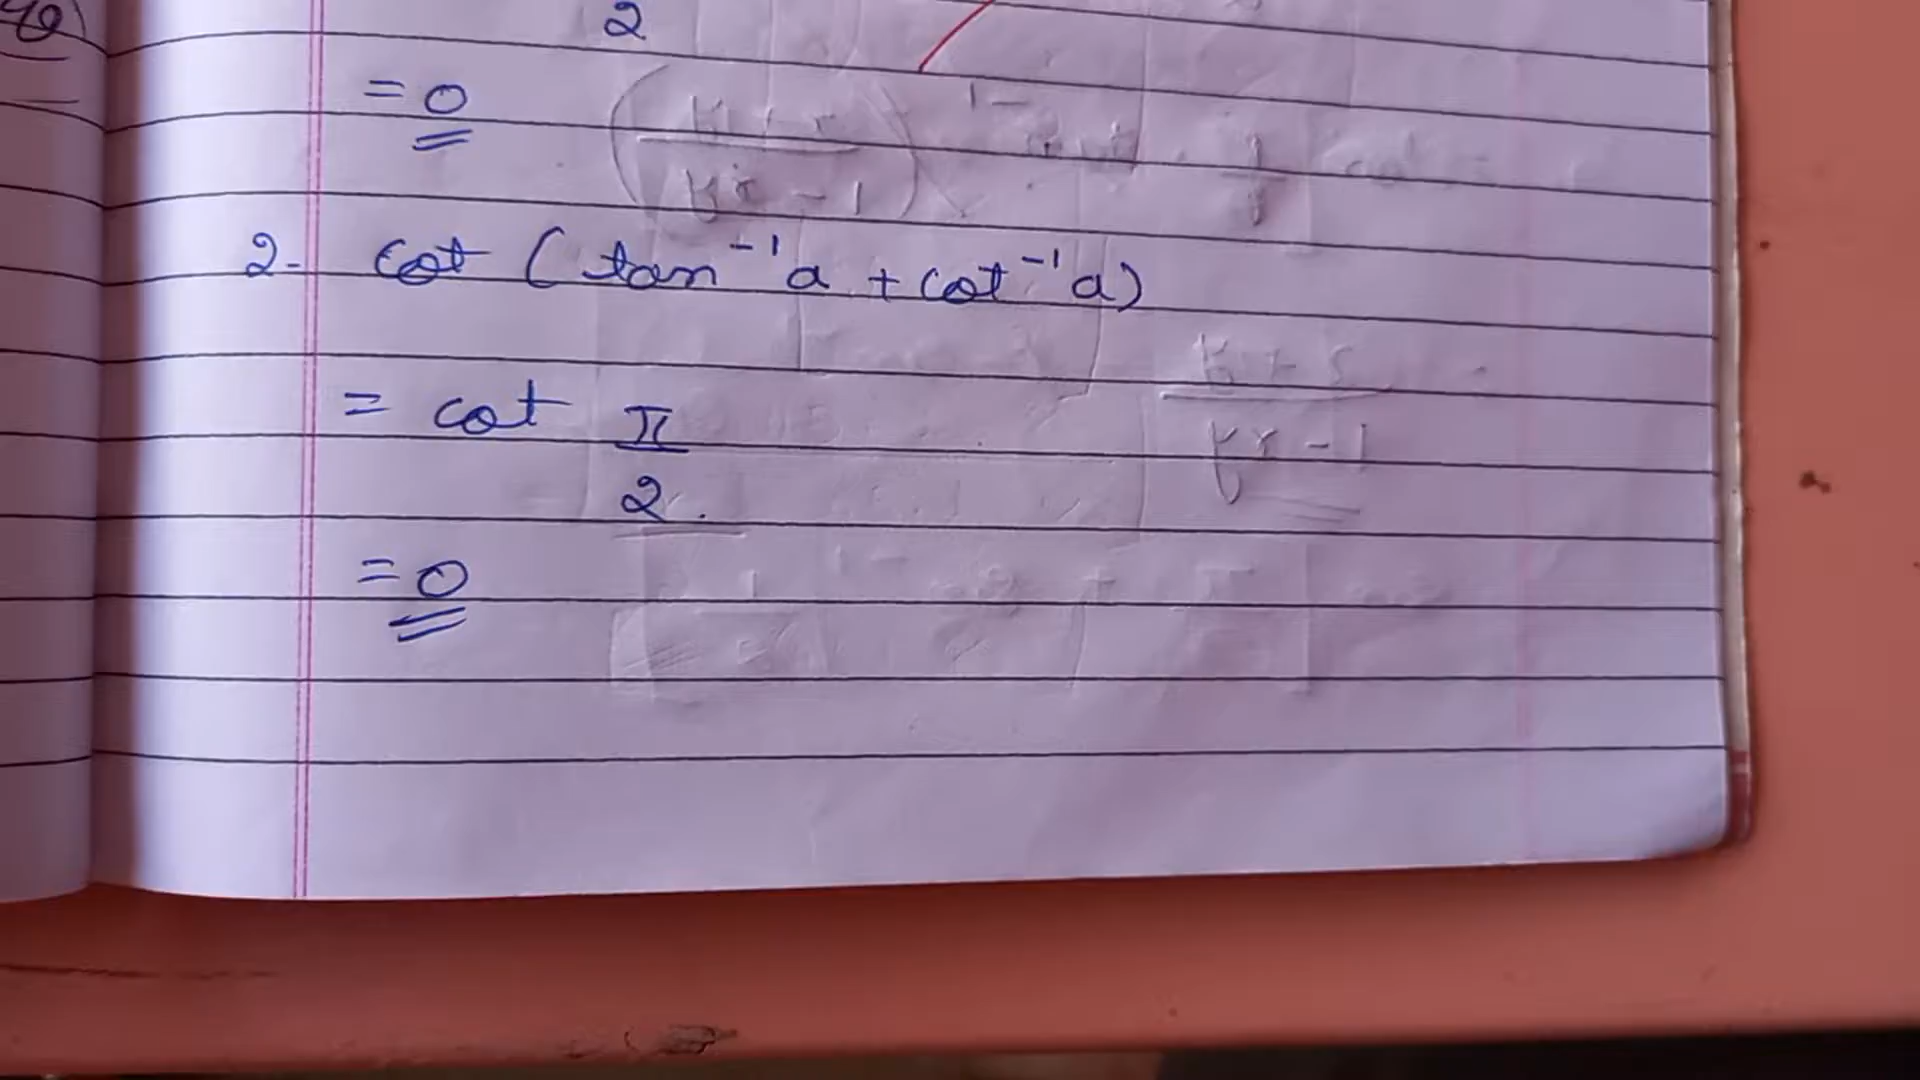 2
= 0
2. cot (tan⁻¹a + cot⁻¹a)
= cot π
2.
= 0